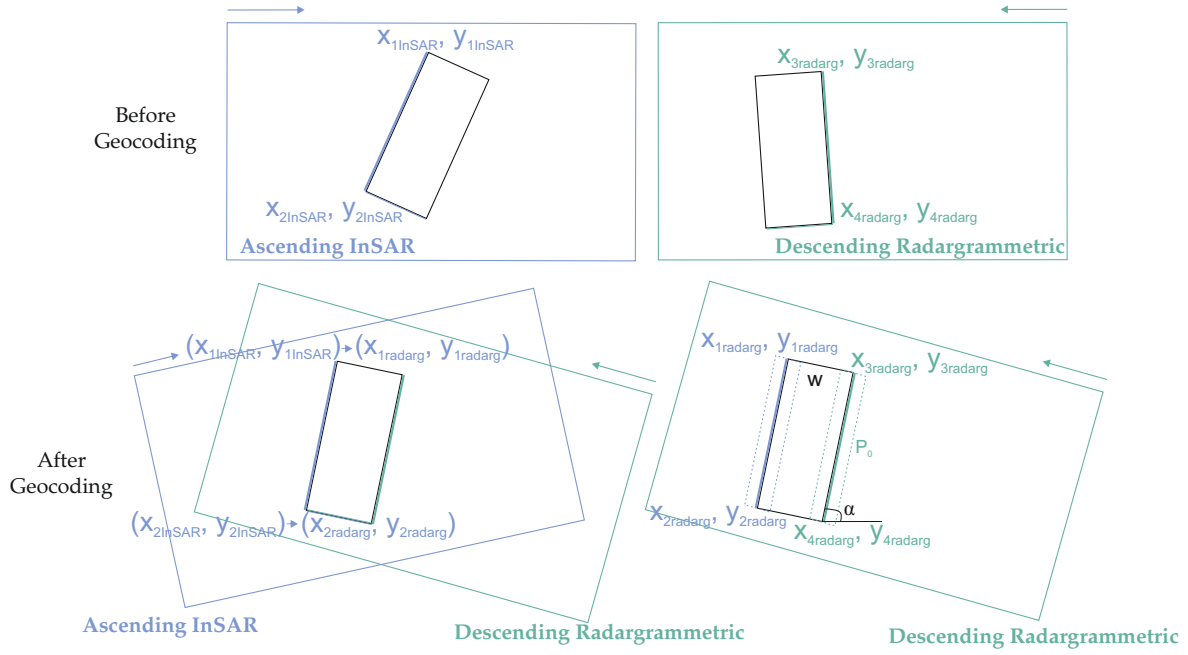 x1InSAR, y1InSAR
x3radarg, y3radarg
Before
Geocoding
x2InSAR, y2InSAR
x4radarg, y4radarg
Ascending InSAR
Descending Radargrammetric
(x1InSAR, y1InSAR)→(x1radarg, y1radarg)
x1radarg, y1radarg
x3radarg, y3radarg
w
P0
After
Geocoding
(x2InSAR, y2InSAR)→(x2radarg, y2radarg)
x2radarg, y2radarg
α
x4radarg, y4radarg
Ascending InSAR
Descending Radargrammetric
Descending Radargrammetric